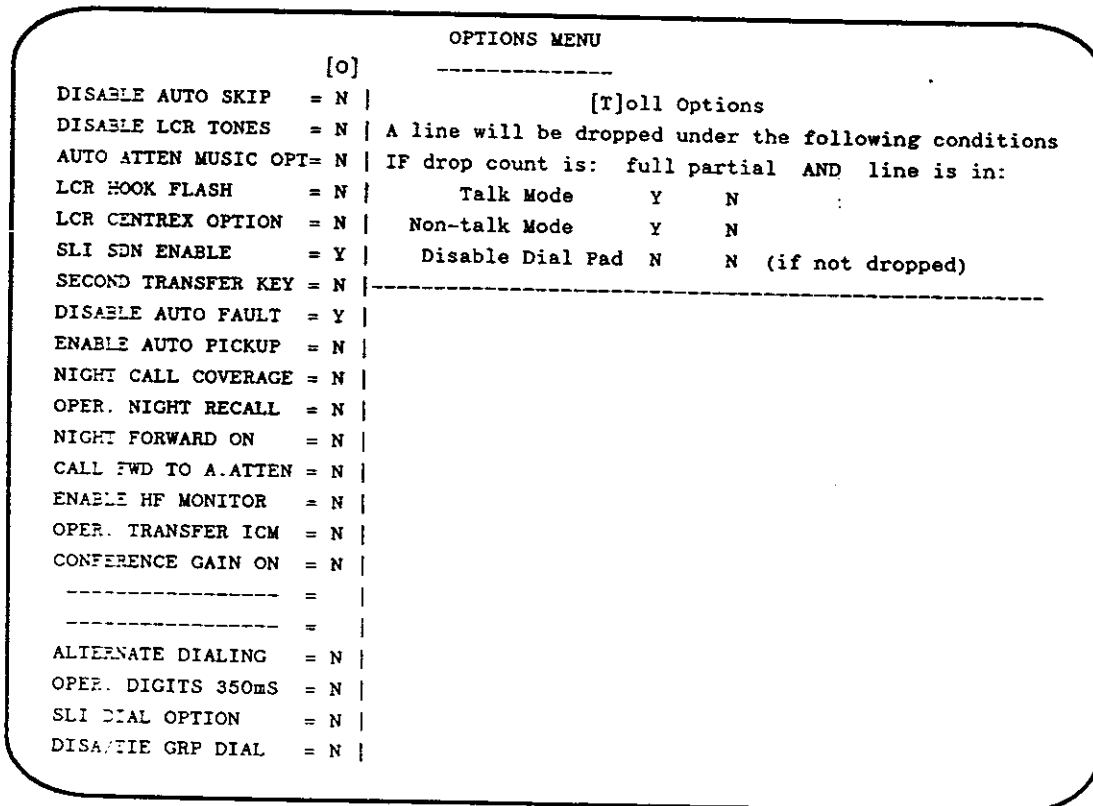 OPTIONS MENU
[O] ---------------
DISABLE AUTO SKIP = N | [T]oll Options
DISABLE LCR TONES = N | A line will be dropped under the following conditions
AUTO ATTEN MUSIC OPT= N | IF drop count is: full partial AND line is in:
LCR HOOK FLASH = N | Talk Mode Y N
LCR CENTREX OPTION = N | Non-talk Mode Y N
SLI SDN ENABLE = Y | Disable Dial Pad N N (if not dropped)
SECOND TRANSFER KEY = N |----------------------------------------------------------
DISABLE AUTO FAULT = Y |
ENABLE AUTO PICKUP = N |
NIGHT CALL COVERAGE = N |
OPER. NIGHT RECALL = N |
NIGHT FORWARD ON = N |
CALL FWD TO A.ATTEN = N |
ENABLE HF MONITOR = N |
OPER. TRANSFER ICM = N |
CONFERENCE GAIN ON = N |
------------------ = |
------------------ = |
ALTERNATE DIALING = N |
OPER. DIGITS 350mS = N |
SLI DIAL OPTION = N |
DISA/TIE GRP DIAL = N |